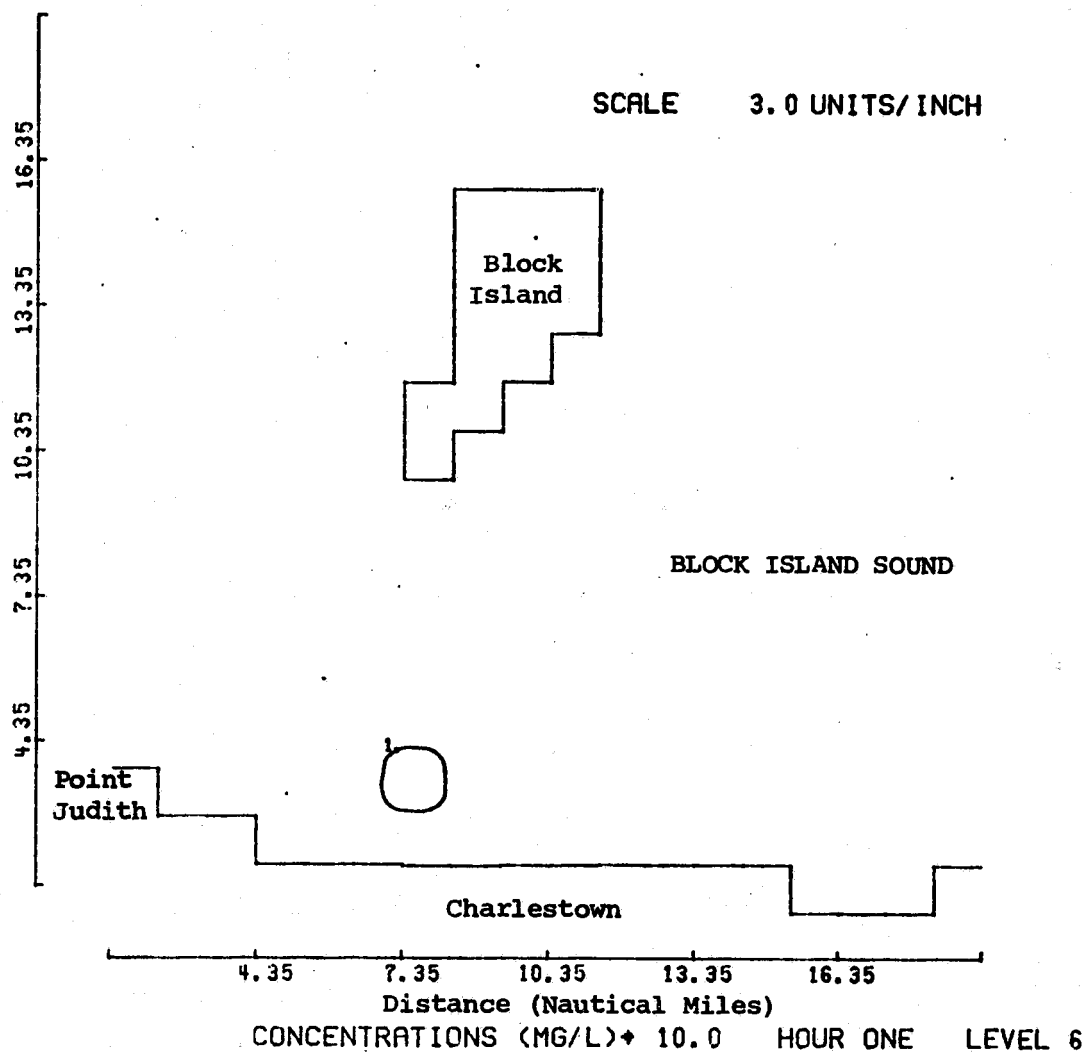 SCALE 3.0 UNITS/INCH
16.35
13.35
10.35
7.35
4.35
Block
Island
BLOCK ISLAND SOUND
1.
Point
Judith
Charlestown
4.35 7.35 10.35 13.35 16.35
Distance (Nautical Miles)
CONCENTRATIONS (MG/L)* 10.0 HOUR ONE LEVEL 6